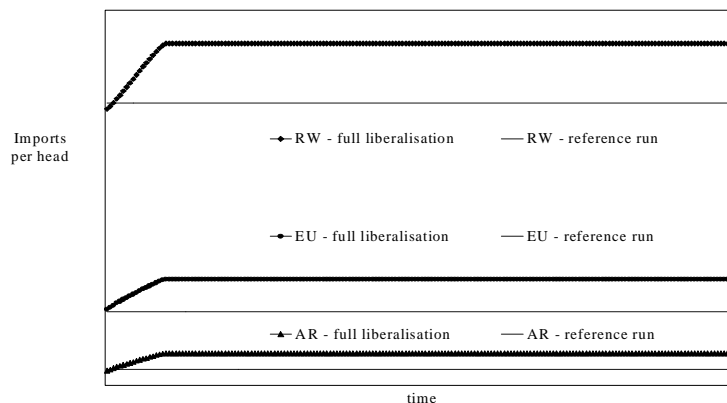 Imports
per head
RW - full liberalisation RW - reference run
EU - full liberalisation EU - reference run
AR - full liberalisation AR - reference run
time